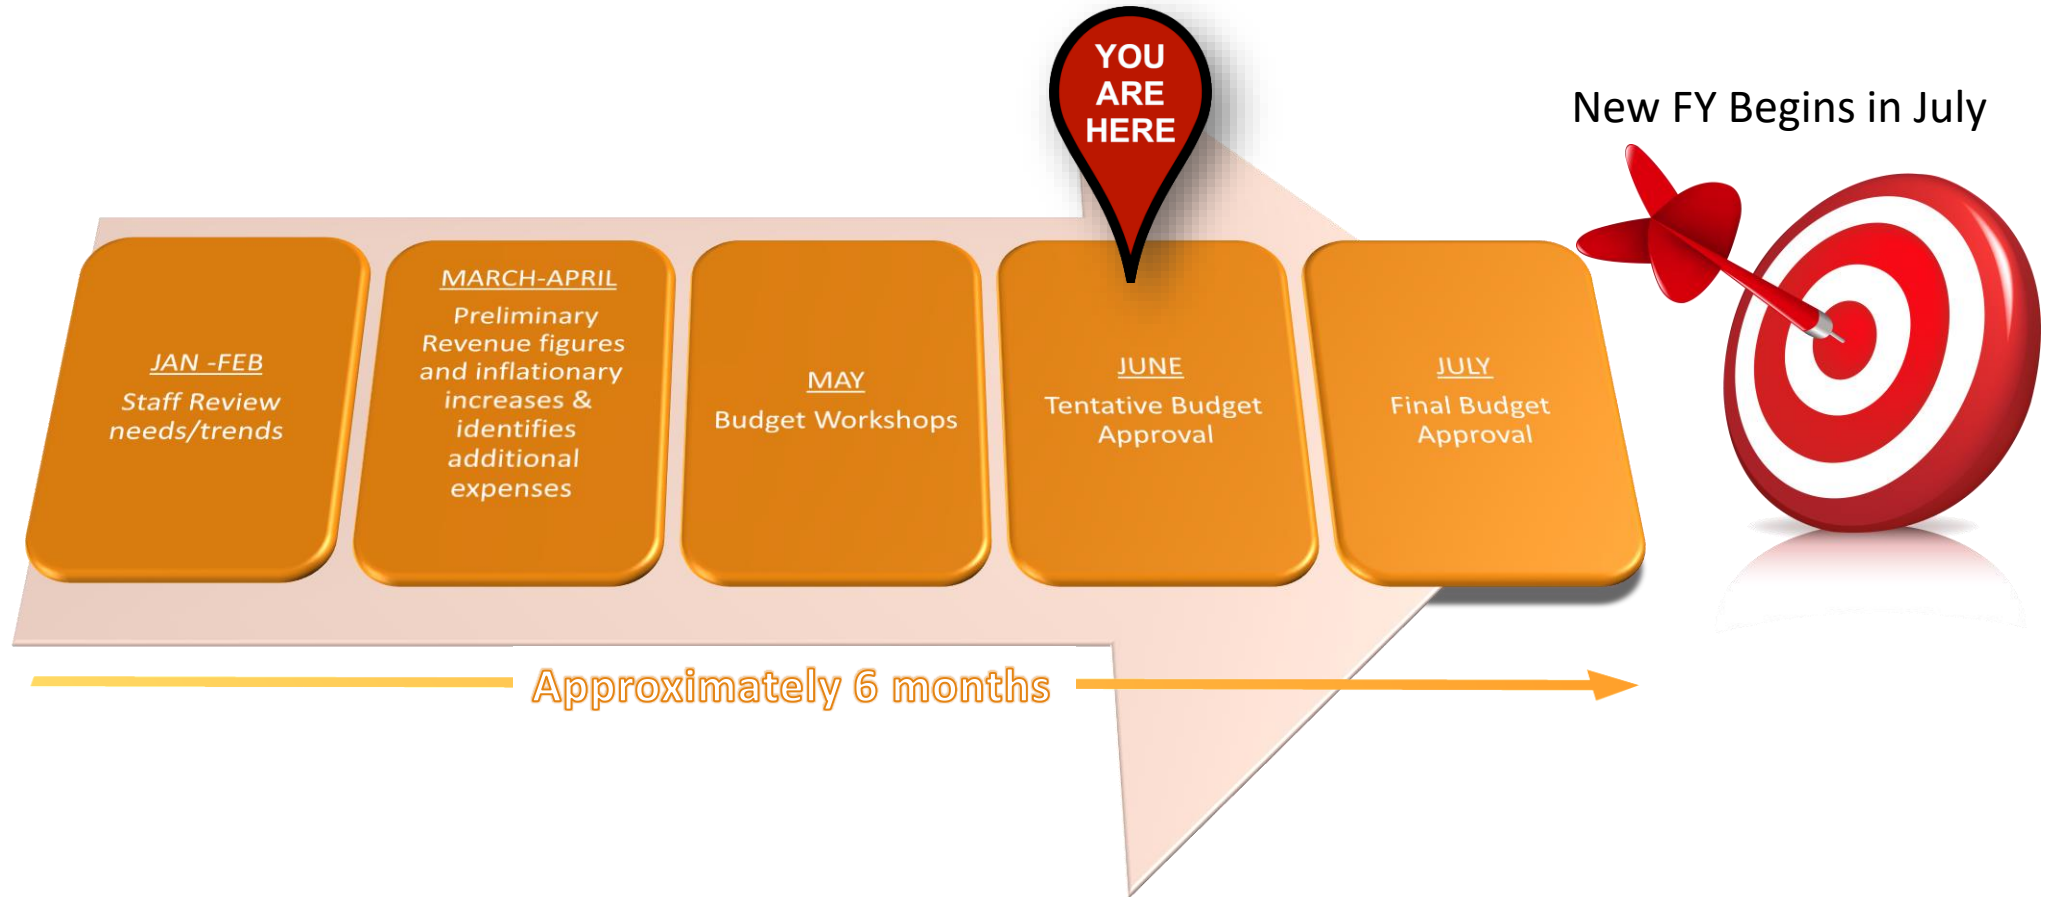 YOU
ARE
HERE
New FY Begins in July
JAN -FEB
Staff Review
needs/trends
MARCH-APRIL
Preliminary
Revenue figures
and inflationary
increases &
identifies
additional
expenses
MAY
Budget Workshops
JUNE
Tentative Budget
Approval
JULY
Final Budget
Approval
Approximately 6 months